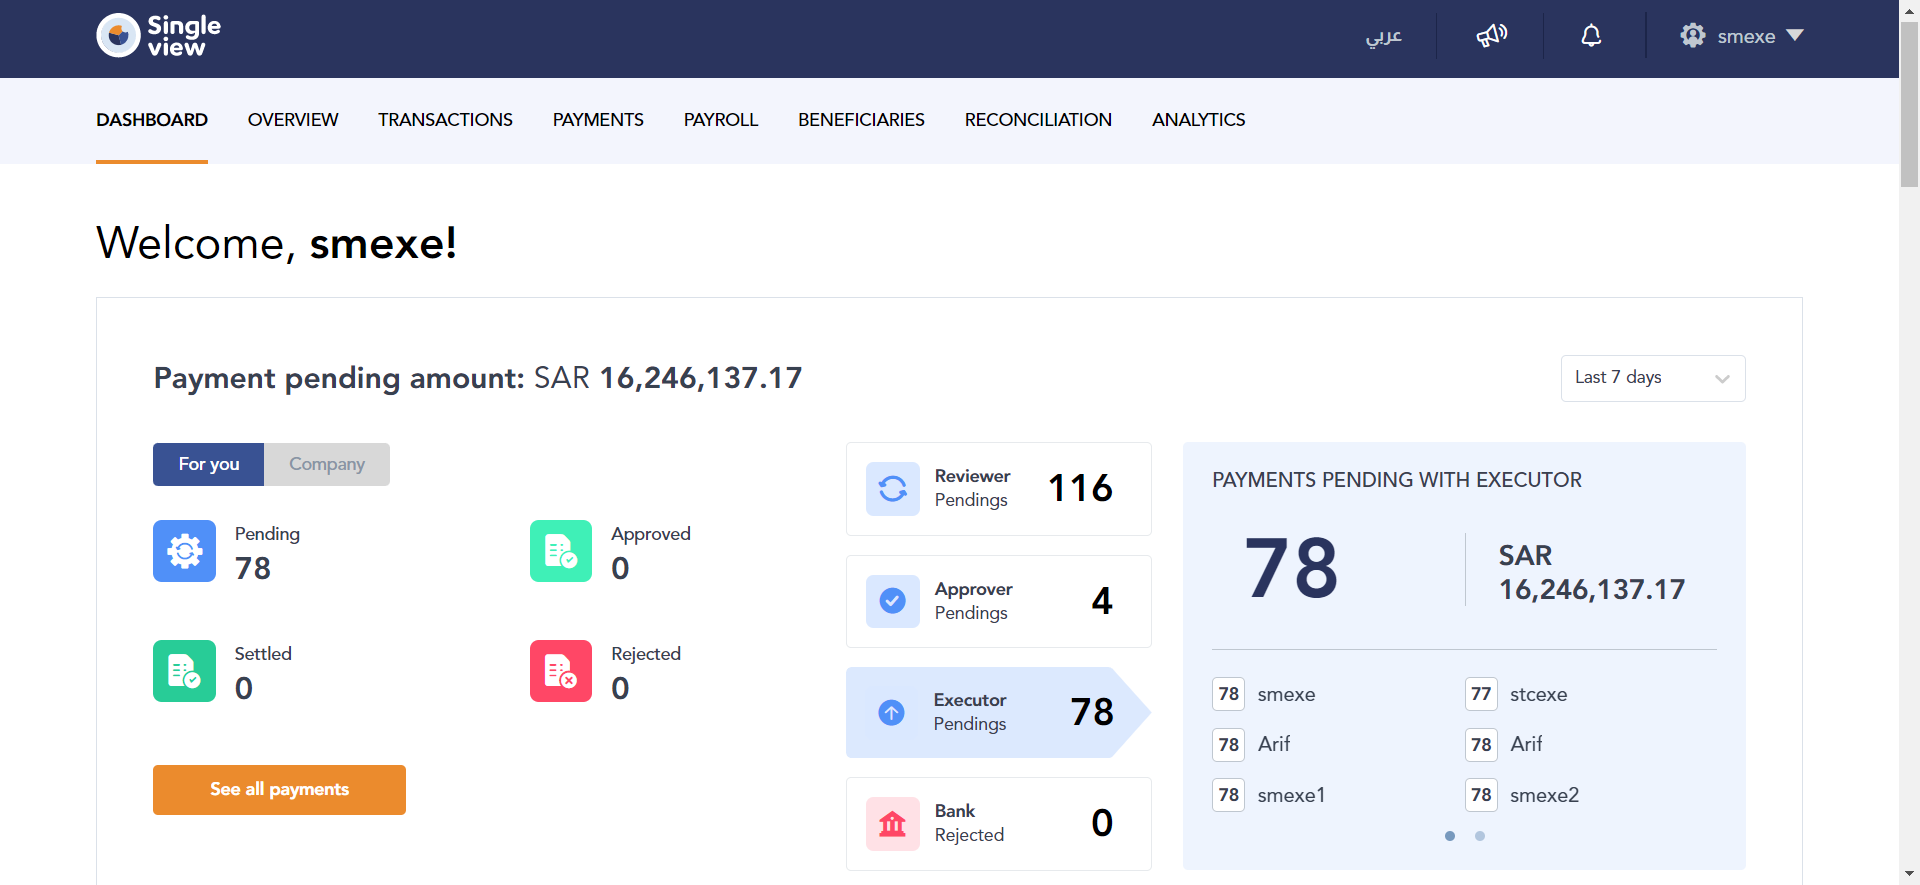 Single
view
عربي
smexe
DASHBOARD OVERVIEW TRANSACTIONS PAYMENTS PAYROLL BENEFICIARIES RECONCILIATION ANALYTICS
Welcome, smexe!
Payment pending amount: SAR 16,246,137.17
Last 7 days
For you Company
Pending
78
Approved
0
Settled
0
Rejected
0
See all payments
Reviewer
Pendings
116
Approver
Pendings
4
Executor
Pendings
78
Bank
Rejected
0
PAYMENTS PENDING WITH EXECUTOR
78
SAR
16,246,137.17
78 smexe
77 stcexe
78 Arif
78 Arif
78 smexe1
78 smexe2